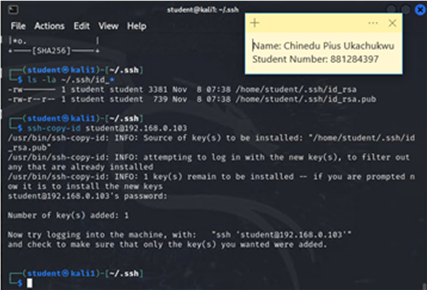 student@kali1: ~/.ssh
File Actions Edit View Help
|*o. |
+----[SHA256]-----+
(student㉿kali1)-[~/.ssh]
$ ls -la ~/.ssh/id_*
-rw------- 1 student student 3381 Nov 8 07:38 /home/student/.ssh/id_rsa
-rw-r--r-- 1 student student 739 Nov 8 07:38 /home/student/.ssh/id_rsa.pub
(student㉿kali1)-[~/.ssh]
$ ssh-copy-id student@192.168.0.103
/usr/bin/ssh-copy-id: INFO: Source of key(s) to be installed: "/home/student/.ssh/id
_rsa.pub"
/usr/bin/ssh-copy-id: INFO: attempting to log in with the new key(s), to filter out
any that are already installed
/usr/bin/ssh-copy-id: INFO: 1 key(s) remain to be installed -- if you are prompted n
ow it is to install the new keys
student@192.168.0.103's password:
Number of key(s) added: 1
Now try logging into the machine, with: "ssh 'student@192.168.0.103'"
and check to make sure that only the key(s) you wanted were added.
(student㉿kali1)-[~/.ssh]
$
Name: Chinedu Pius Ukachukwu
Student Number: 881284397